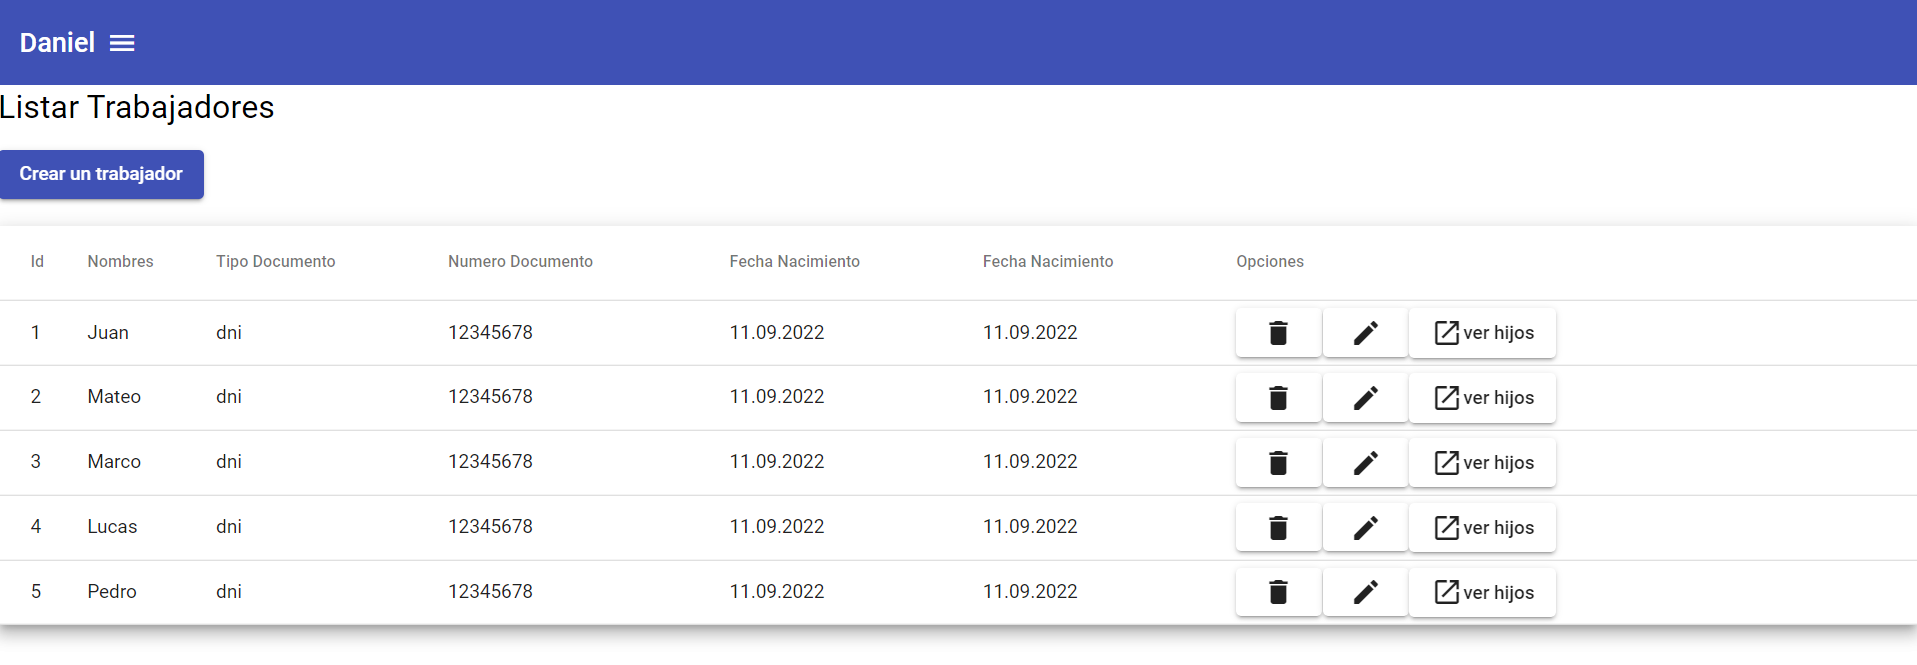 Daniel
Listar Trabajadores
Crear un trabajador
Id Nombres Tipo Documento Numero Documento Fecha Nacimiento Fecha Nacimiento Opciones
1 Juan dni 12345678 11.09.2022 11.09.2022 ver hijos
2 Mateo dni 12345678 11.09.2022 11.09.2022 ver hijos
3 Marco dni 12345678 11.09.2022 11.09.2022 ver hijos
4 Lucas dni 12345678 11.09.2022 11.09.2022 ver hijos
5 Pedro dni 12345678 11.09.2022 11.09.2022 ver hijos